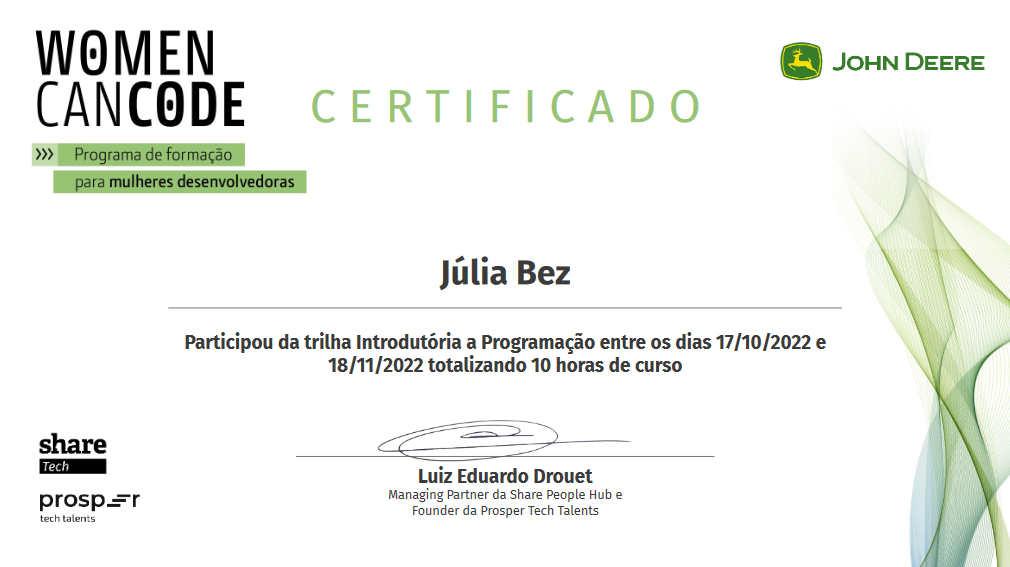 WOMEN
CANCODE
>>> Programa de formação
para mulheres desenvolvedoras
CERTIFICADO
JOHN DEERE
Júlia Bez
Participou da trilha Introdutória a Programação entre os dias 17/10/2022 e
18/11/2022 totalizando 10 horas de curso
share
Tech
prosper
tech talents
Luiz Eduardo Drouet
Managing Partner da Share People Hub e
Founder da Prosper Tech Talents